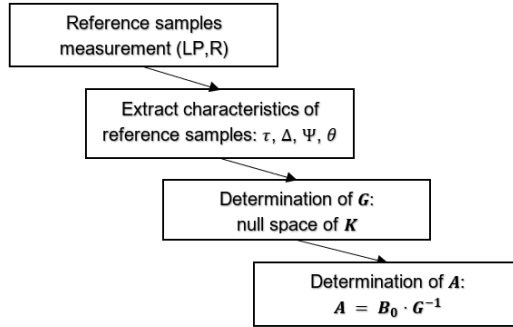 Reference samples
measurement (LP,R)
Extract characteristics of
reference samples: τ, Δ, Ψ, θ
Determination of G:
null space of K
Determination of A:
A = B₀ · G⁻¹